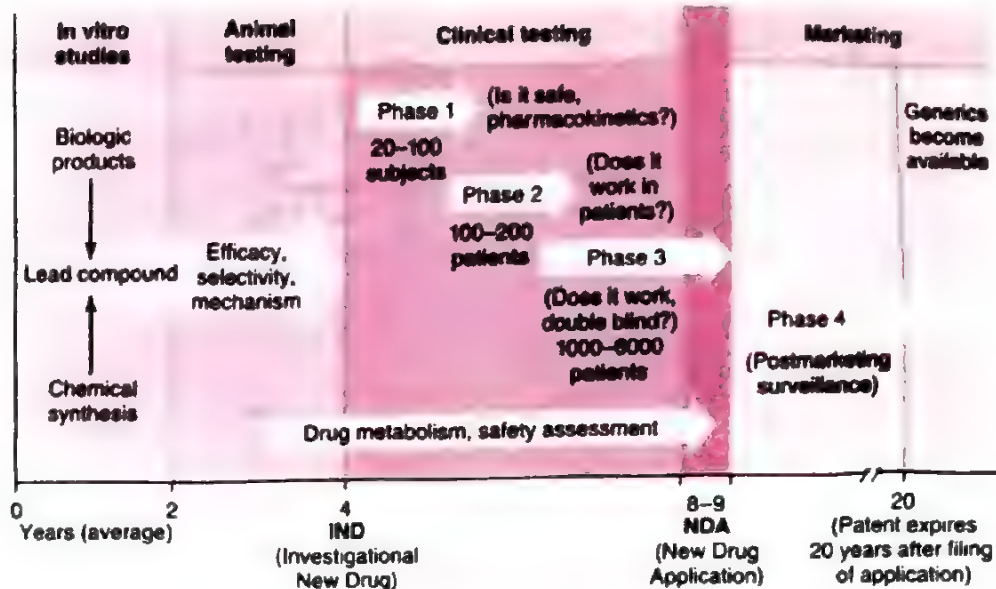 In vitro
studies
Animal
testing
Clinical testing
Marketing
Biologic
products
Lead compound
Chemical
synthesis
Efficacy,
selectivity,
mechanism
Phase 1
(Is it safe,
pharmacokinetics?)
20–100
subjects
Phase 2
(Does it
work in
patients?)
100–200
patients
Phase 3
(Does it work,
double blind?)
1000–6000
patients
Drug metabolism, safety assessment
Phase 4
(Postmarketing
surveillance)
Generics
become
available
0
2
4
8–9
20
Years (average)
IND
(Investigational
New Drug)
NDA
(New Drug
Application)
(Patent expires
20 years after filing
of application)